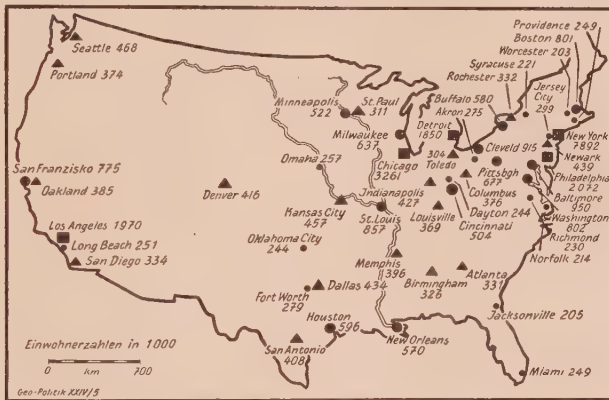 Seattle 468
Portland 374
San Franzisko 775
Oakland 385
Los Angeles 1970
Long Beach 251
San Diego 334
Denver 416
Minneapolis
522
St. Paul
311
Omaha 257
Kansas City
457
Oklahoma City
244
Fort Worth
279
Dallas 434
Houston
596
San Antonio
408
Milwaukee
637
Chicago
3261
Indianapolis
427
St. Louis
857
Memphis
396
New Orleans
570
Detroit
1850
304
Toledo
Louisville
369
Birmingham
326
Atlanta
331
Jacksonville 205
Miami 249
Providence 249
Boston 801
Worcester 203
Syracuse 221
Rochester 332
Buffalo 580
Akron 275
Jersey
City
299
Cleveld 915
Pittsbgh
677
Columbus
376
Dayton 244
Cincinnati
504
New York
7892
Newark
439
Philadelphia
2072
Baltimore
950
Washington
802
Richmond
230
Norfolk 214
Einwohnerzahlen in 1000
0 km 700
Geo-Politik XXIV/5